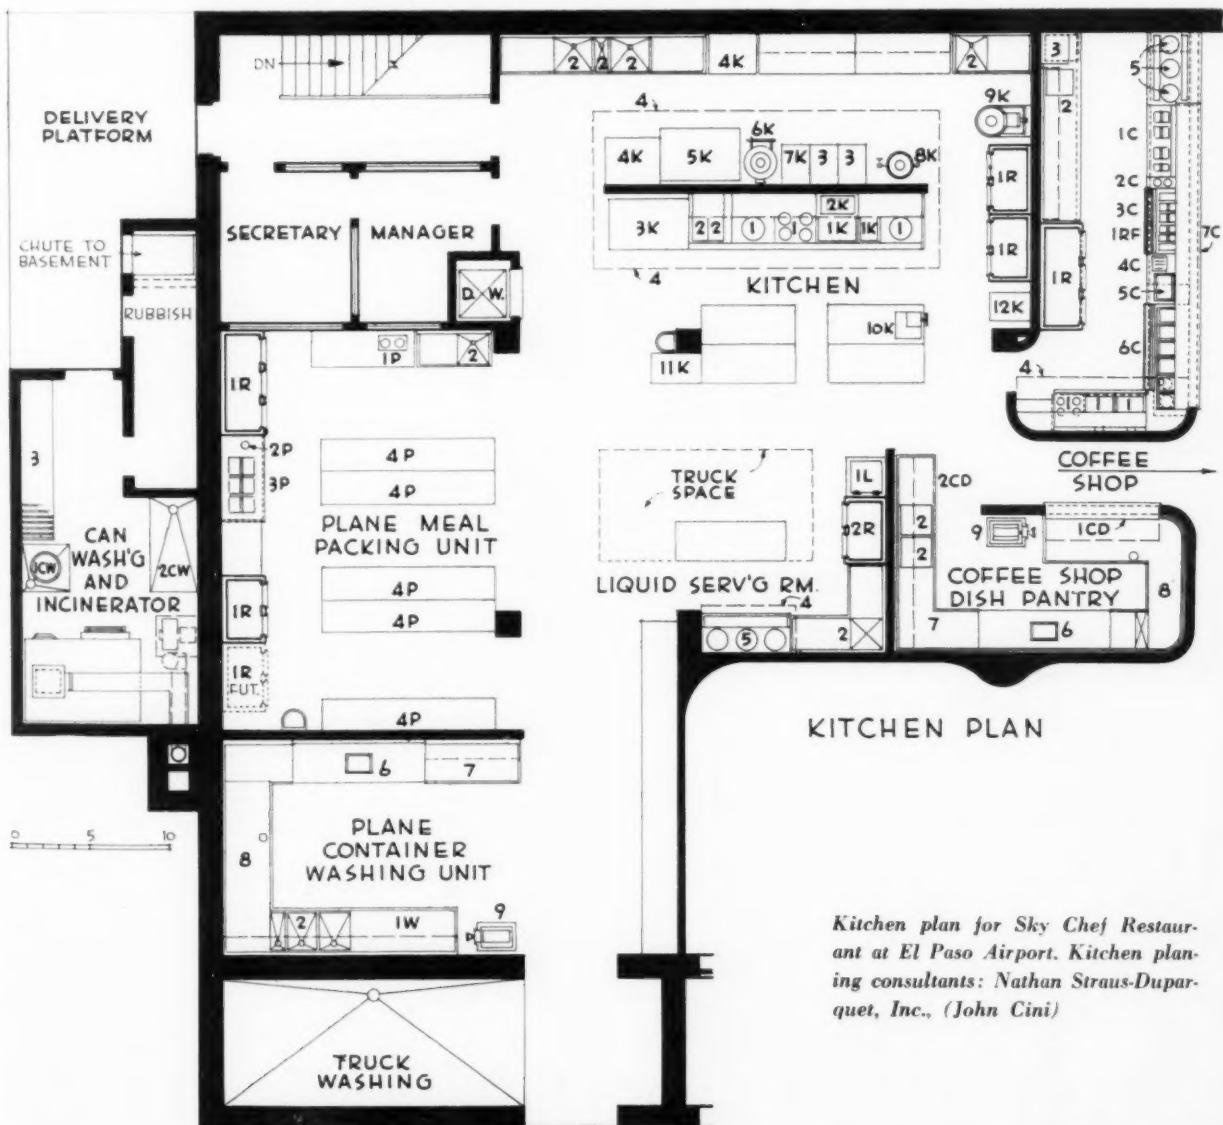 DN
DELIVERY
PLATFORM
CHUTE TO
BASEMENT
RUBBISH
SECRETARY
MANAGER
D. W.
2 2 2
4K
2
4
9K
4K
5K
6K
7K
3
3
8K
1R
3K
2 2
1
1
2K
1K
1K
1
4
KITCHEN
1R
12K
10K
11K
3
2
1R
5
1C
2C
3C
1RF
4C
5C
6C
7C
4
1
1
1
COFFEE
SHOP
1R
1P
2
2P
3P
4P
4P
PLANE MEAL
PACKING UNIT
4P
4P
1R
1R
FUT.
4P
3
CAN
WASH'G
AND
INCINERATOR
1CW
2CW
TRUCK
SPACE
1L
2R
LIQUID SERV'G RM.
4
5
2
2CD
2
2
9
1CD
COFFEE SHOP
DISH PANTRY
8
7
6
KITCHEN PLAN
0 5 10
6
7
8
PLANE
CONTAINER
WASHING UNIT
2
1W
9
TRUCK
WASHING
Kitchen plan for Sky Chef Restaur-
ant at El Paso Airport. Kitchen plan-
ing consultants: Nathan Straus-Dupar-
quet, Inc., (John Cini)